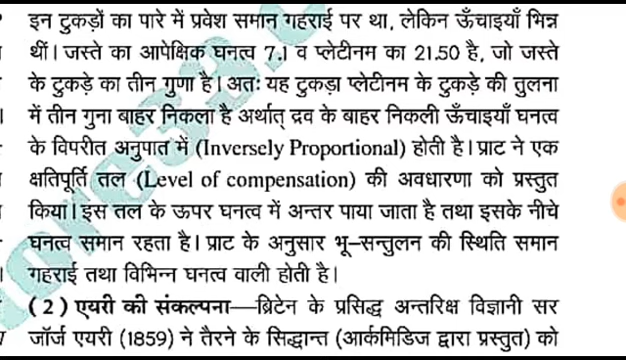 इन टुकड़ों का पारे में प्रवेश समान गहराई पर था, लेकिन ऊँचाइयाँ भिन्न
थीं। जस्ते का आपेक्षिक घनत्व 7.1 व प्लेटीनम का 21.50 है, जो जस्ते
के टुकड़े का तीन गुणा है। अतः यह टुकड़ा प्लेटीनम के टुकड़े की तुलना
में तीन गुना बाहर निकला है अर्थात् द्रव के बाहर निकली ऊँचाइयाँ घनत्व
के विपरीत अनुपात में (Inversely Proportional) होती है। प्राट ने एक
क्षतिपूर्ति तल (Level of compensation) की अवधारणा को प्रस्तुत
किया। इस तल के ऊपर घनत्व में अन्तर पाया जाता है तथा इसके नीचे
घनत्व समान रहता है। प्राट के अनुसार भू-सन्तुलन की स्थिति समान
गहराई तथा विभिन्न घनत्व वाली होती है।
(2) एयरी की संकल्पना—ब्रिटेन के प्रसिद्ध अन्तरिक्ष विज्ञानी सर
जॉर्ज एयरी (1859) ने तैरने के सिद्धान्त (आर्कमिडिज द्वारा प्रस्तुत) को